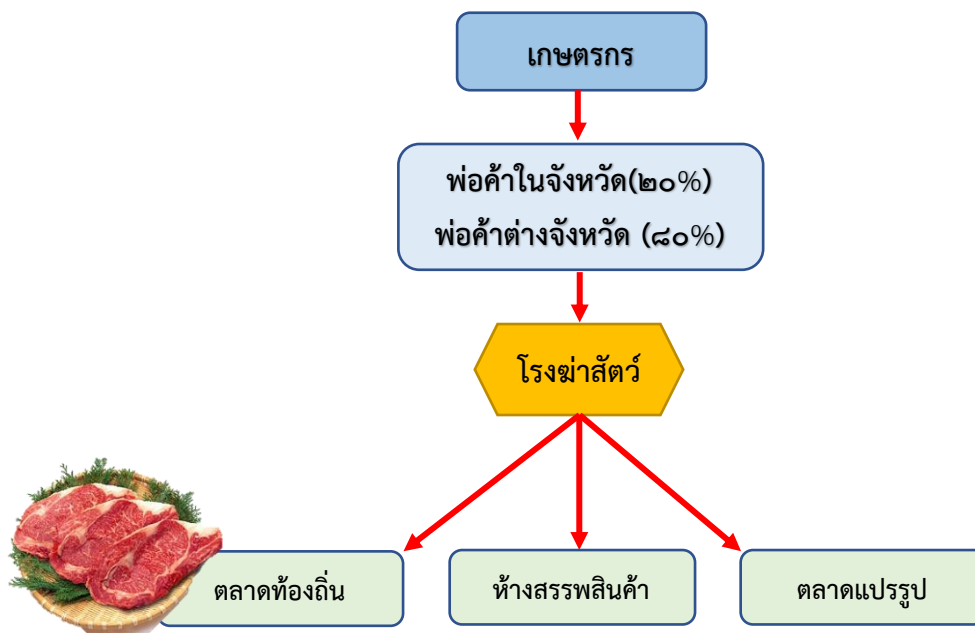 เกษตรกร
พ่อค้าในจังหวัด(๒๐%)
พ่อค้าต่างจังหวัด (๘๐%)
โรงฆ่าสัตว์
ตลาดท้องถิ่น
ห้างสรรพสินค้า
ตลาดแปรรูป